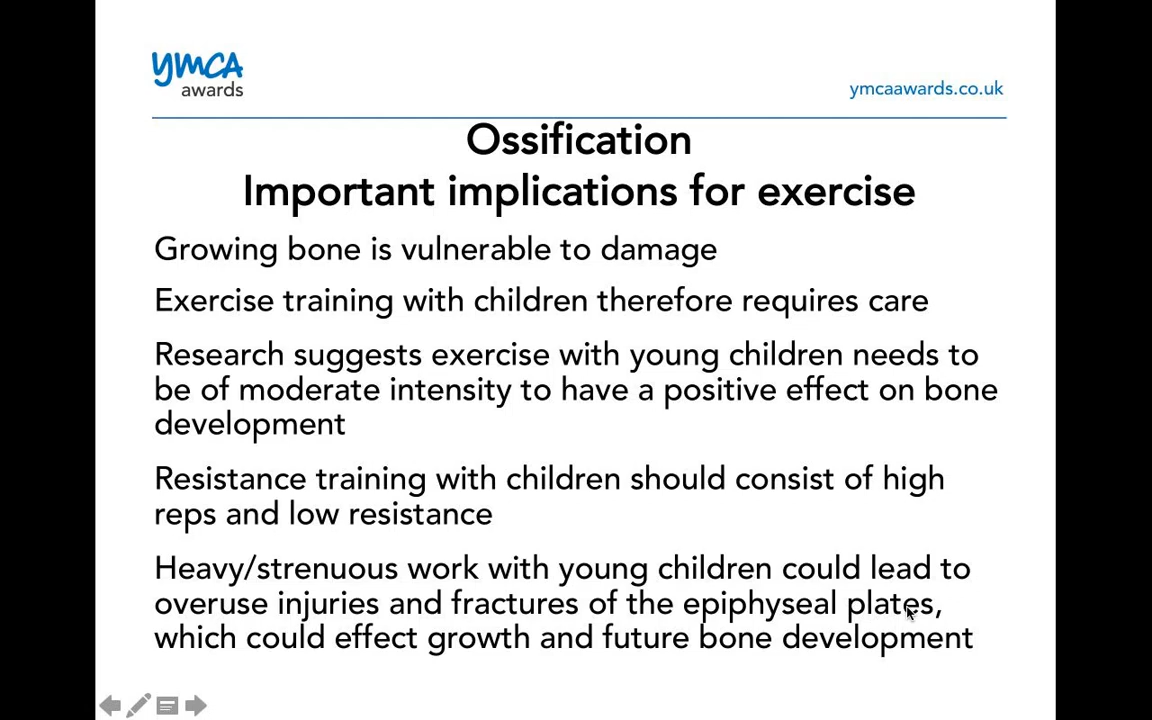 ymca
awards
ymcaawards.co.uk
Ossification
Important implications for exercise
Growing bone is vulnerable to damage
Exercise training with children therefore requires care
Research suggests exercise with young children needs to
be of moderate intensity to have a positive effect on bone
development
Resistance training with children should consist of high
reps and low resistance
Heavy/strenuous work with young children could lead to
overuse injuries and fractures of the epiphyseal plates,
which could effect growth and future bone development